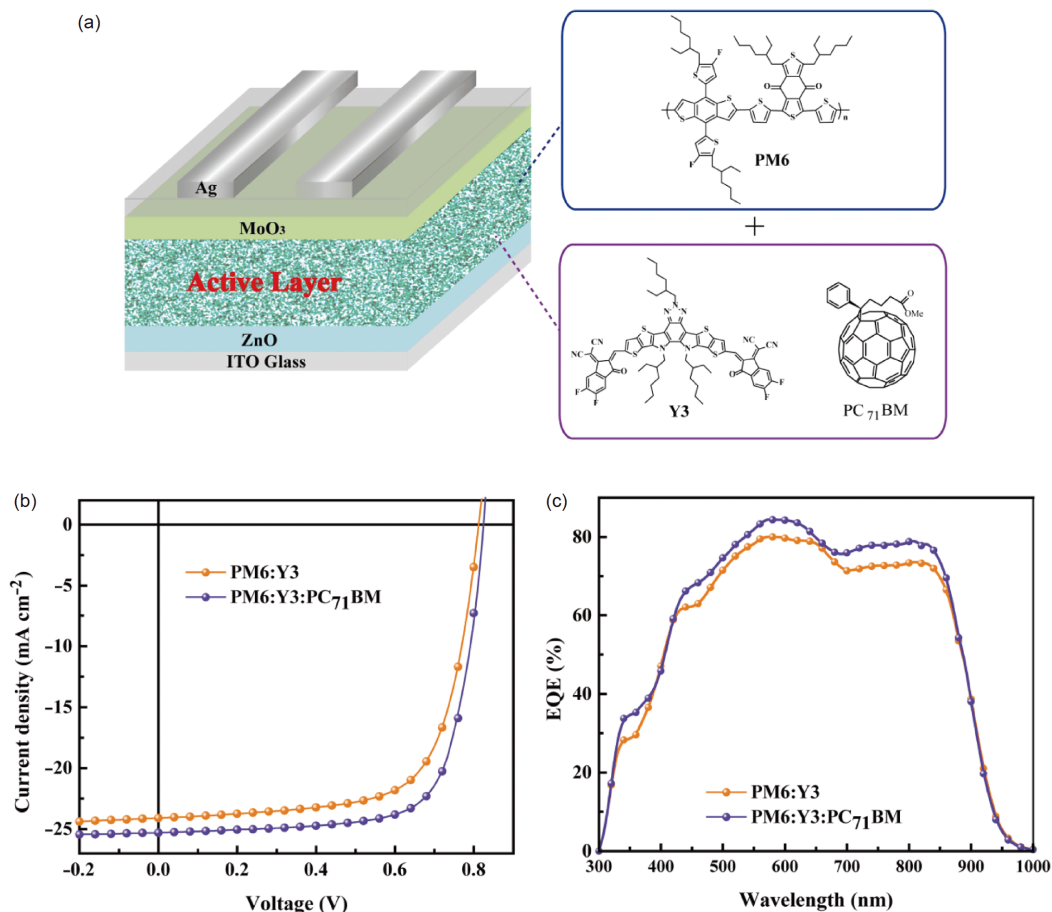 (a)
Ag
MoO₃
Active Layer
ZnO
ITO Glass
F
S
S
S
O
O
S
S
S
S
n
S
F
PM6
+
N
N
N
S
S
CN
NC
S
N
N
S
CN
NC
O
O
F
F
F
F
Y3
O
OMe
PC₇₁BM
(b)
0
−5
−10
−15
−20
−25
Current density (mA cm⁻²)
PM6:Y3
PM6:Y3:PC₇₁BM
−0.2
0.0
0.2
0.4
0.6
0.8
Voltage (V)
(c)
80
60
40
20
0
EQE (%)
PM6:Y3
PM6:Y3:PC₇₁BM
300
400
500
600
700
800
900
1000
Wavelength (nm)